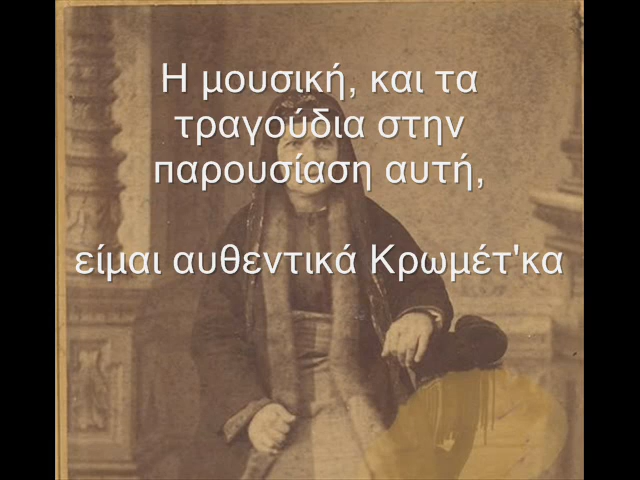 Η μουσική, και τα
τραγούδια στην
παρουσίαση αυτή,
είμαι αυθεντικά Κρωμέτ'κα